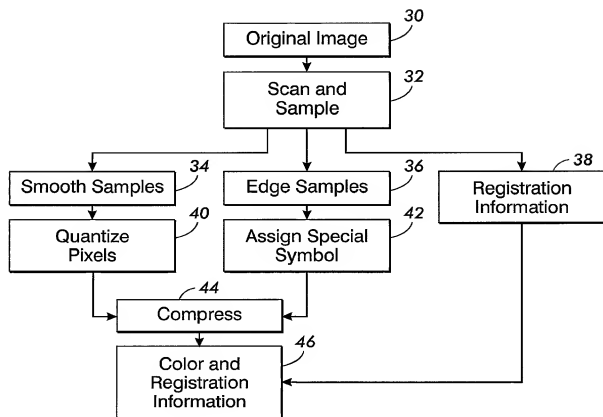 30
Original Image
32
Scan and
Sample
34
Smooth Samples
36
Edge Samples
38
Registration
Information
40
Quantize
Pixels
42
Assign Special
Symbol
44
Compress
46
Color and
Registration
Information